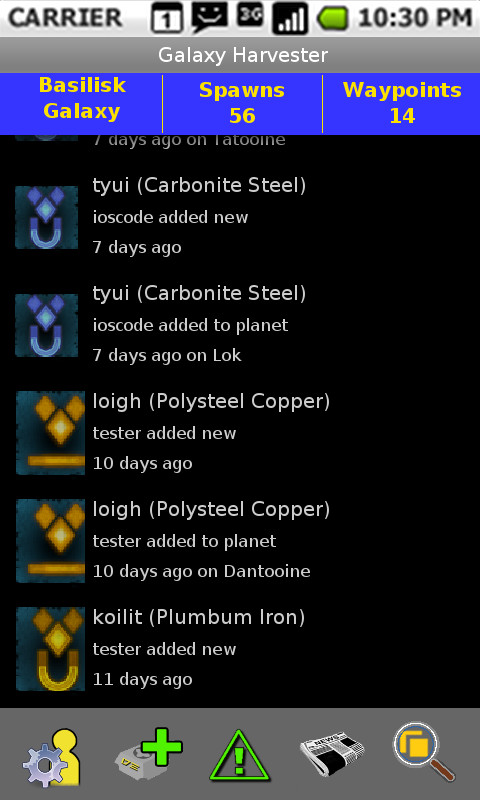 CARRIER 1 3G 10:30 PM
Galaxy Harvester
Basilisk Galaxy
Spawns 56
Waypoints 14
7 days ago on Tatooine
tyui (Carbonite Steel)
ioscode added new
7 days ago
tyui (Carbonite Steel)
ioscode added to planet
7 days ago on Lok
loigh (Polysteel Copper)
tester added new
10 days ago
loigh (Polysteel Copper)
tester added to planet
10 days ago on Dantooine
koilit (Plumbum Iron)
tester added new
11 days ago
NEWS